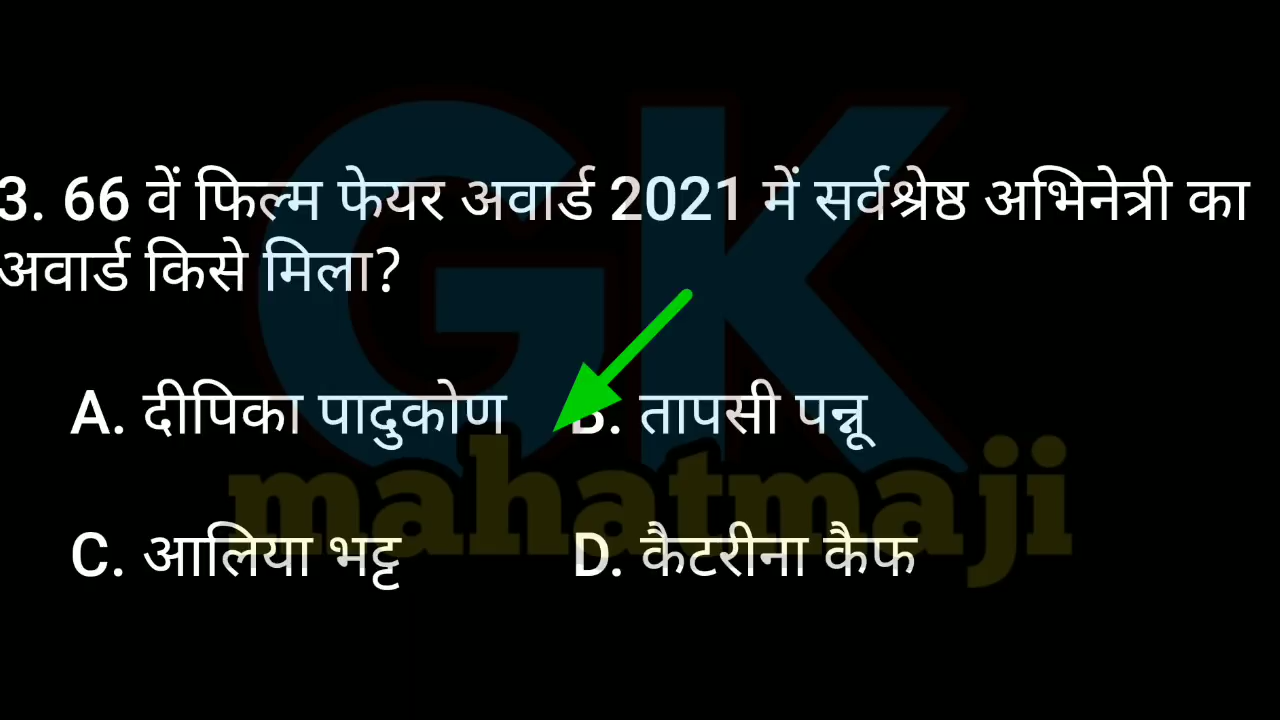 3. 66 वें फिल्म फेयर अवार्ड 2021 में सर्वश्रेष्ठ अभिनेत्री का
अवार्ड किसे मिला?
A. दीपिका पादुकोण B. तापसी पन्नू
C. आलिया भट्ट D. कैटरीना कैफ
GK
mahatmaji